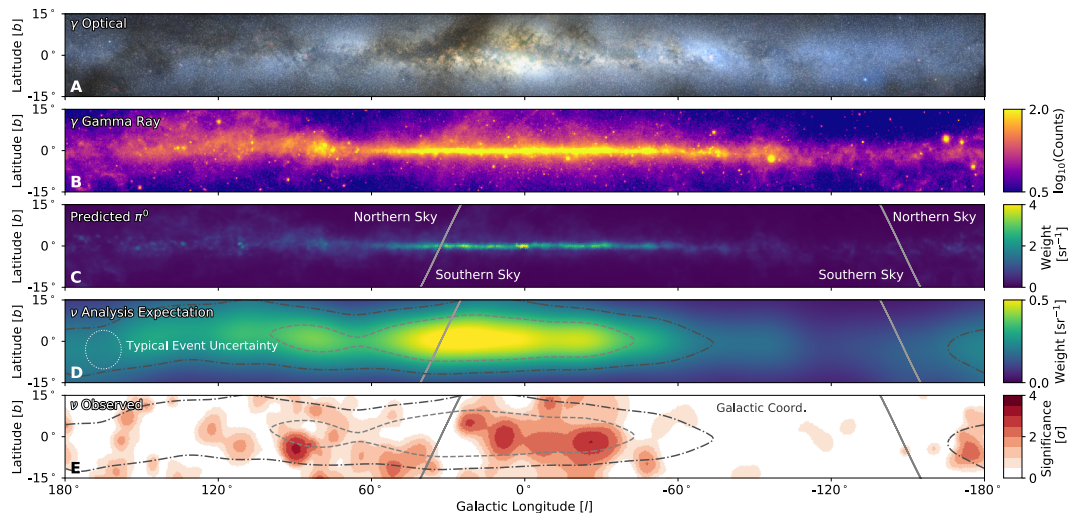 15°
0°
-15°
Latitude [b]
γ Optical
A
15°
0°
-15°
Latitude [b]
γ Gamma Ray
B
2.0
0.5
log₁₀(Counts)
15°
0°
-15°
Latitude [b]
Predicted π⁰
Northern Sky
Northern Sky
Southern Sky
Southern Sky
C
4
2
0
Weight
[sr⁻¹]
15°
0°
-15°
Latitude [b]
ν Analysis Expectation
Typical Event Uncertainty
D
0.5
0.0
Weight [sr⁻¹]
15°
0°
-15°
Latitude [b]
ν Observed
Galactic Coord.
E
4
2
0
Significance
[σ]
180° 120° 60° 0° -60° -120° -180°
Galactic Longitude [l]